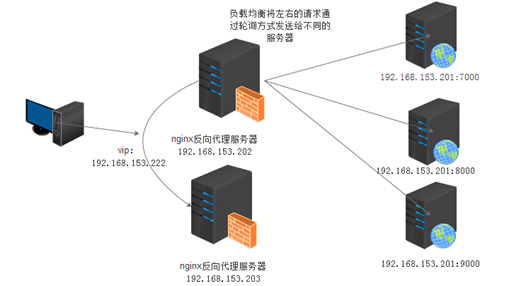 负载均衡将左右的请求通
过轮询方式发送给不同的
服务器
192.168.153.201:7000
nginx反向代理服务器
192.168.153.202
vip:
192.168.153.222
192.168.153.201:8000
nginx反向代理服务器
192.168.153.203
192.168.153.201:9000